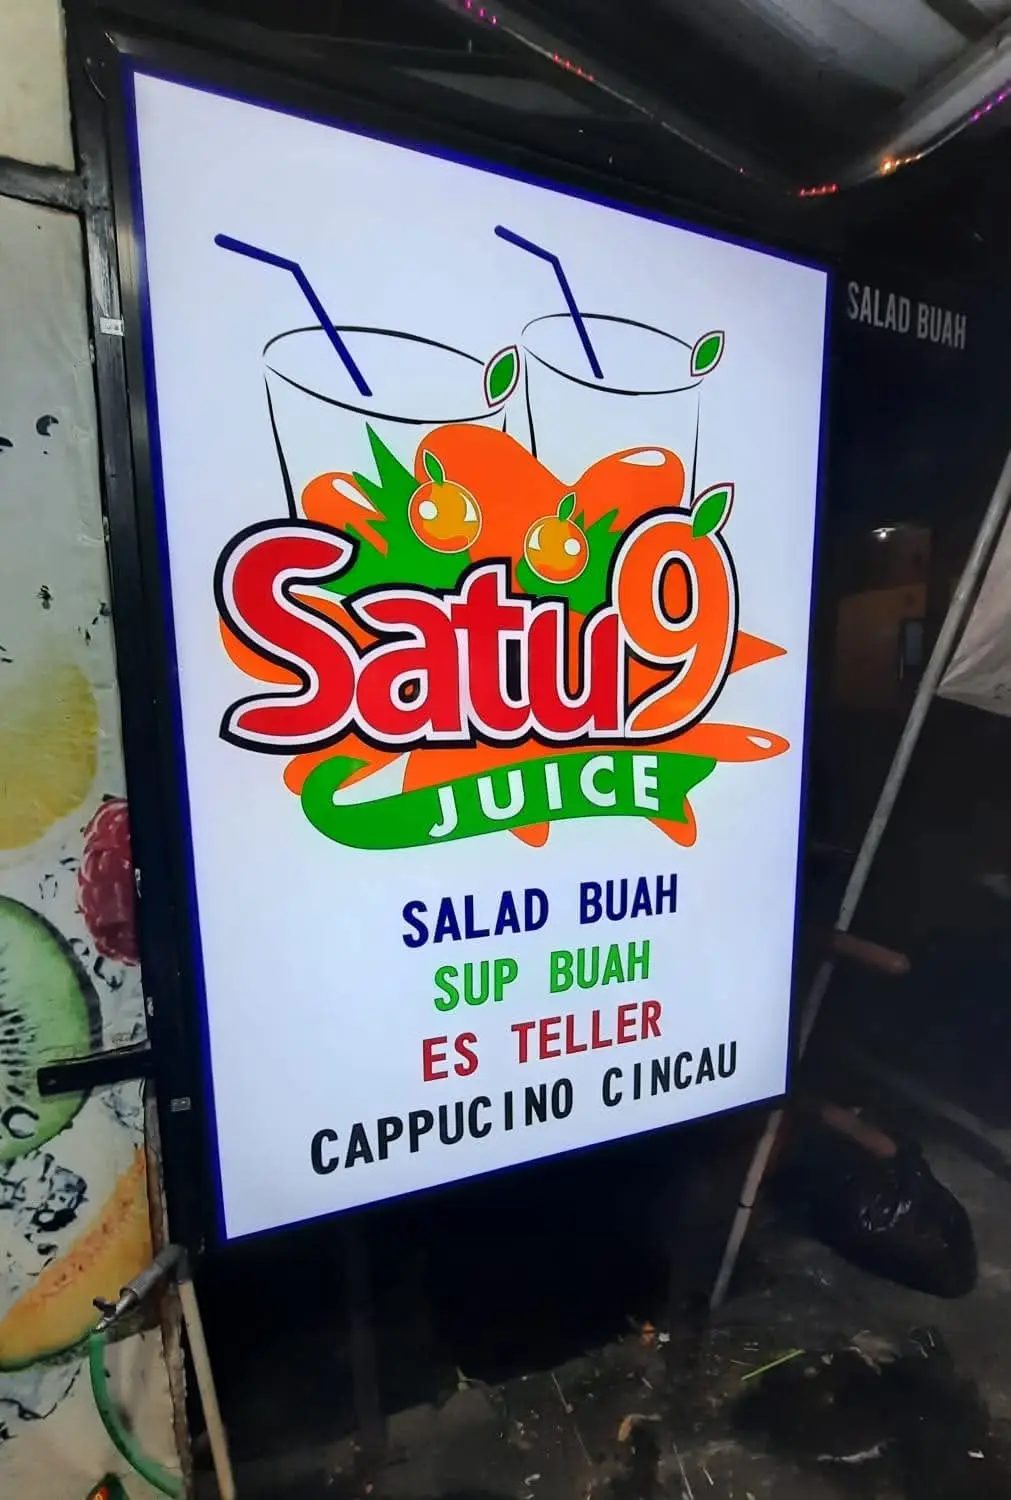 Satu9
JUICE
SALAD BUAH
SUP BUAH
ES TELLER
CAPPUCINO CINCAU
SALAD BUAH